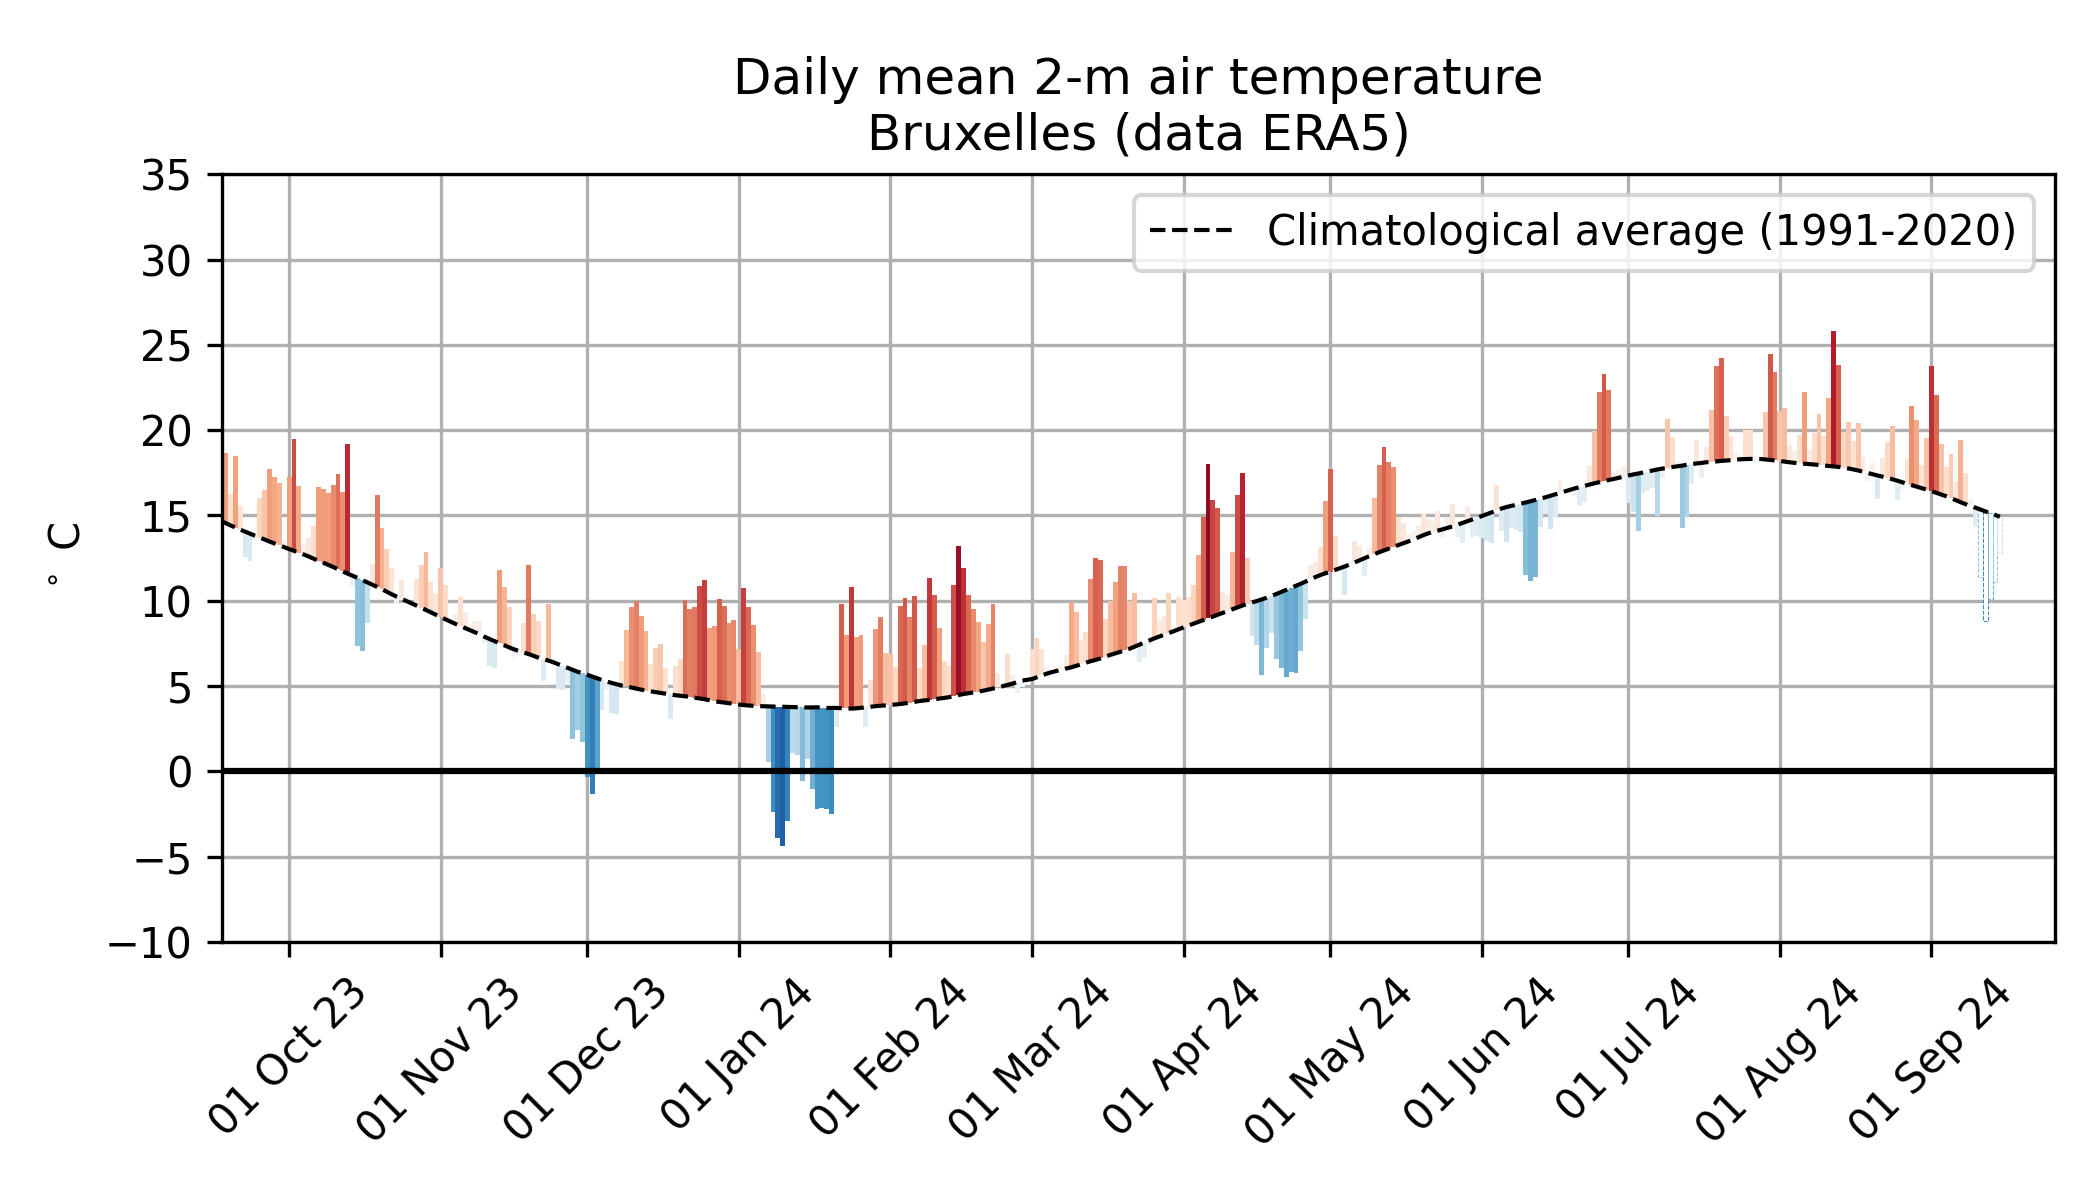 Daily mean 2-m air temperature
Bruxelles (data ERA5)
Climatological average (1991-2020)
° C
35
30
25
20
15
10
5
0
−5
−10
01 Oct 23
01 Nov 23
01 Dec 23
01 Jan 24
01 Feb 24
01 Mar 24
01 Apr 24
01 May 24
01 Jun 24
01 Jul 24
01 Aug 24
01 Sep 24